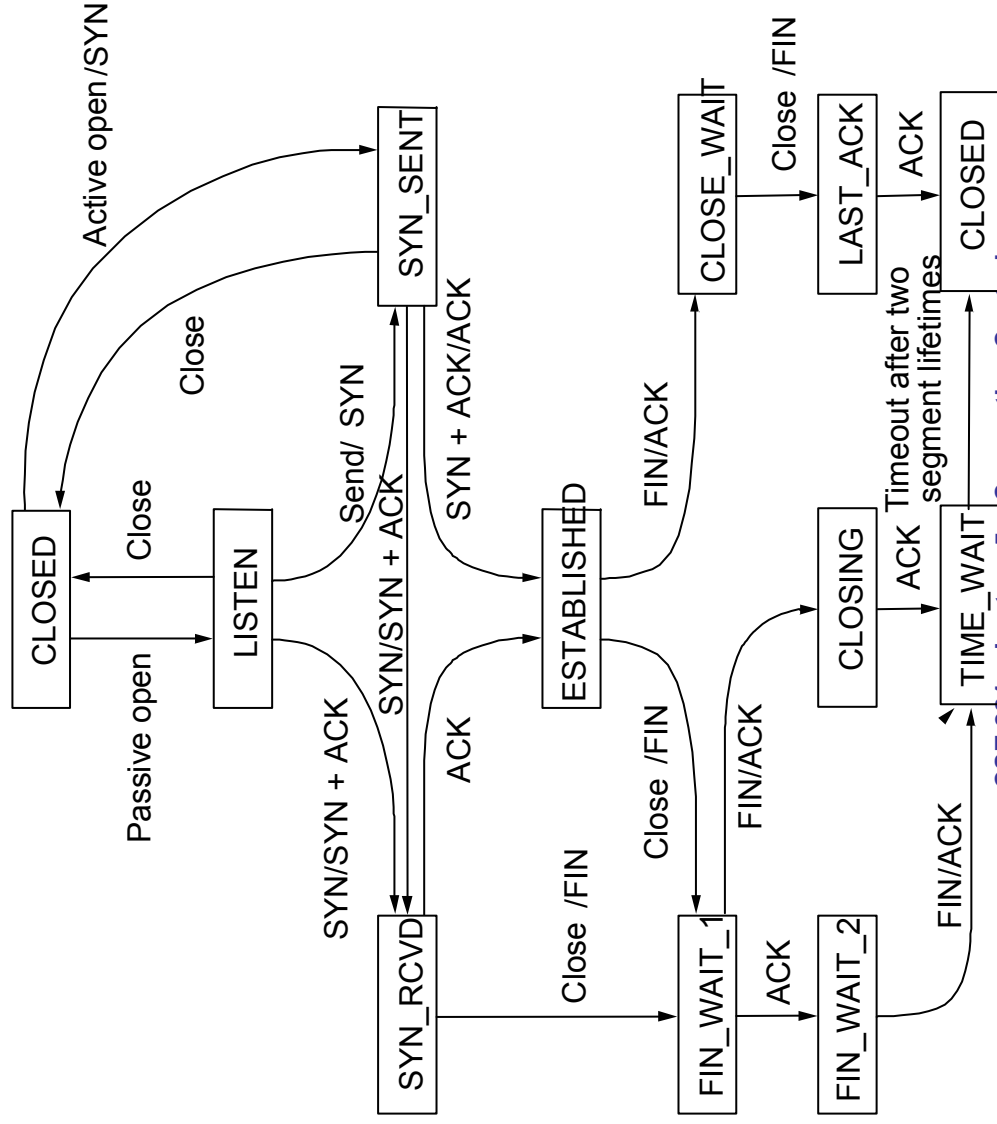 CLOSED
Active open/SYN
Passive open
Close
Close
LISTEN
SYN/SYN + ACK
Send/ SYN
SYN/SYN + ACK
SYN_RCVD
SYN_SENT
ACK
SYN + ACK/ACK
Close /FIN
ESTABLISHED
Close /FIN
FIN/ACK
FIN_WAIT_1
CLOSE_WAIT
FIN/ACK
ACK
Close /FIN
FIN_WAIT_2
CLOSING
LAST_ACK
ACK
Timeout after two
segment lifetimes
ACK
FIN/ACK
TIME_WAIT
CLOSED